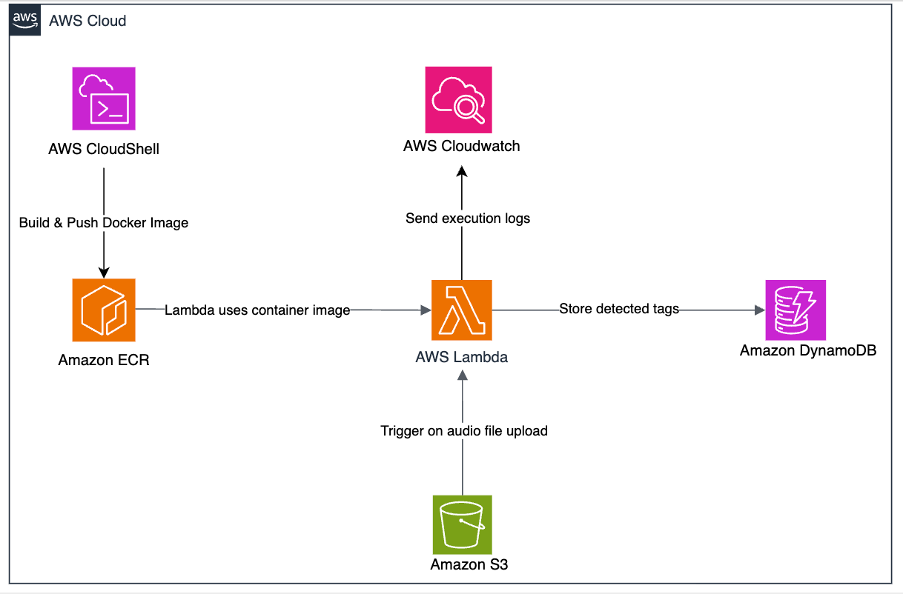 aws
AWS Cloud
AWS CloudShell
AWS Cloudwatch
Build & Push Docker Image
Send execution logs
Lambda uses container image
Store detected tags
Amazon ECR
AWS Lambda
Amazon DynamoDB
Trigger on audio file upload
Amazon S3